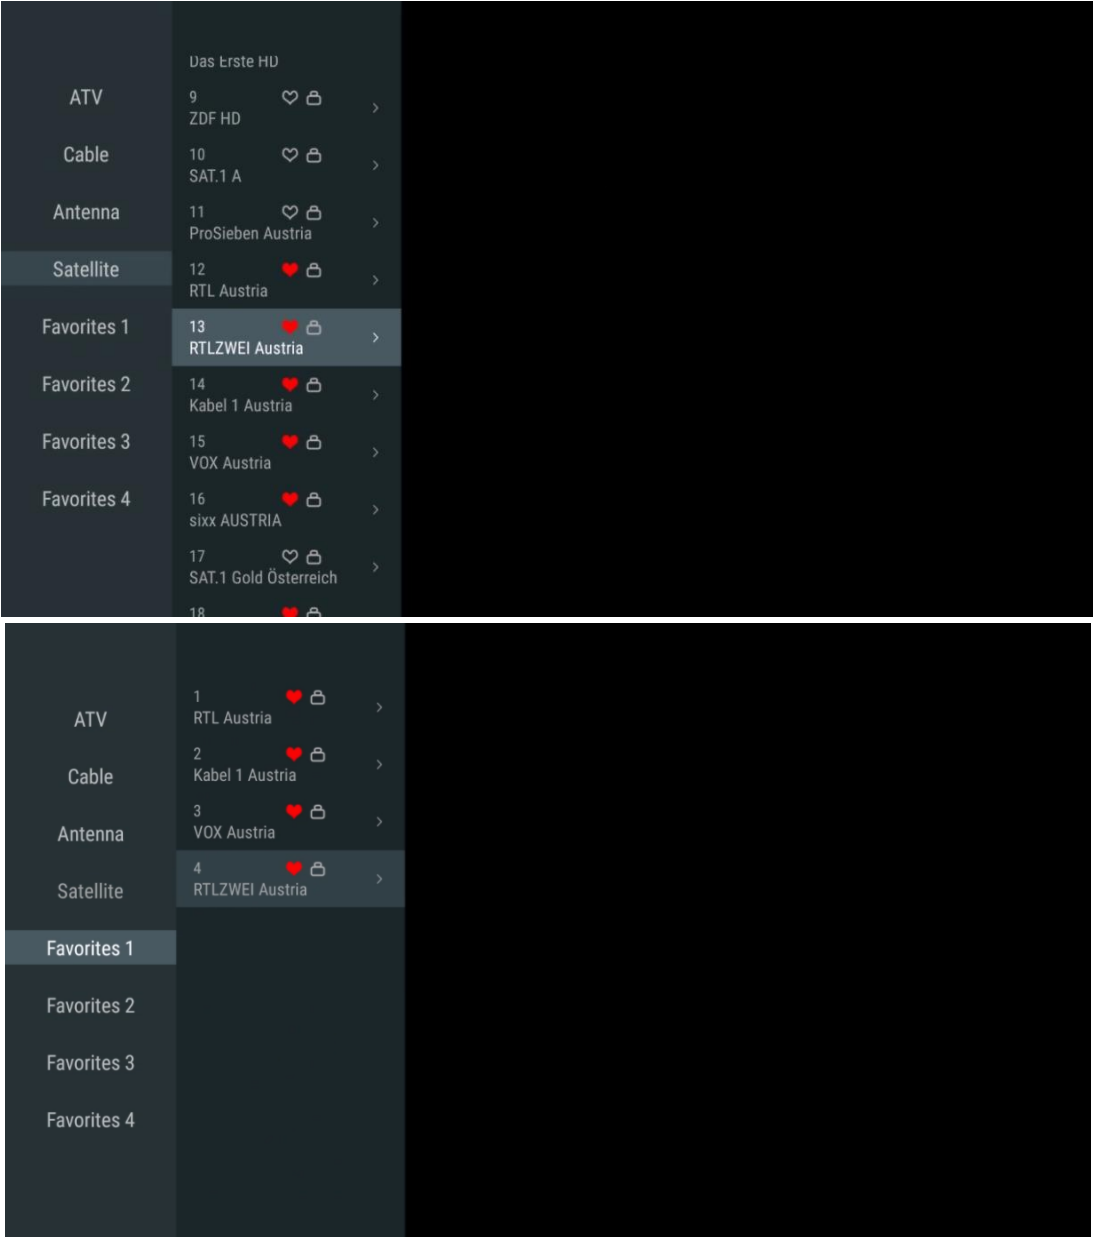 ATV
Cable
Antenna
Satellite
Favorites 1
Favorites 2
Favorites 3
Favorites 4
Das Erste HD
9
ZDF HD
10
SAT.1 A
11
ProSieben Austria
12
RTL Austria
13
RTLZWEI Austria
14
Kabel 1 Austria
15
VOX Austria
16
sixx AUSTRIA
17
SAT.1 Gold Österreich
18
ATV
Cable
Antenna
Satellite
Favorites 1
Favorites 2
Favorites 3
Favorites 4
1
RTL Austria
2
Kabel 1 Austria
3
VOX Austria
4
RTLZWEI Austria